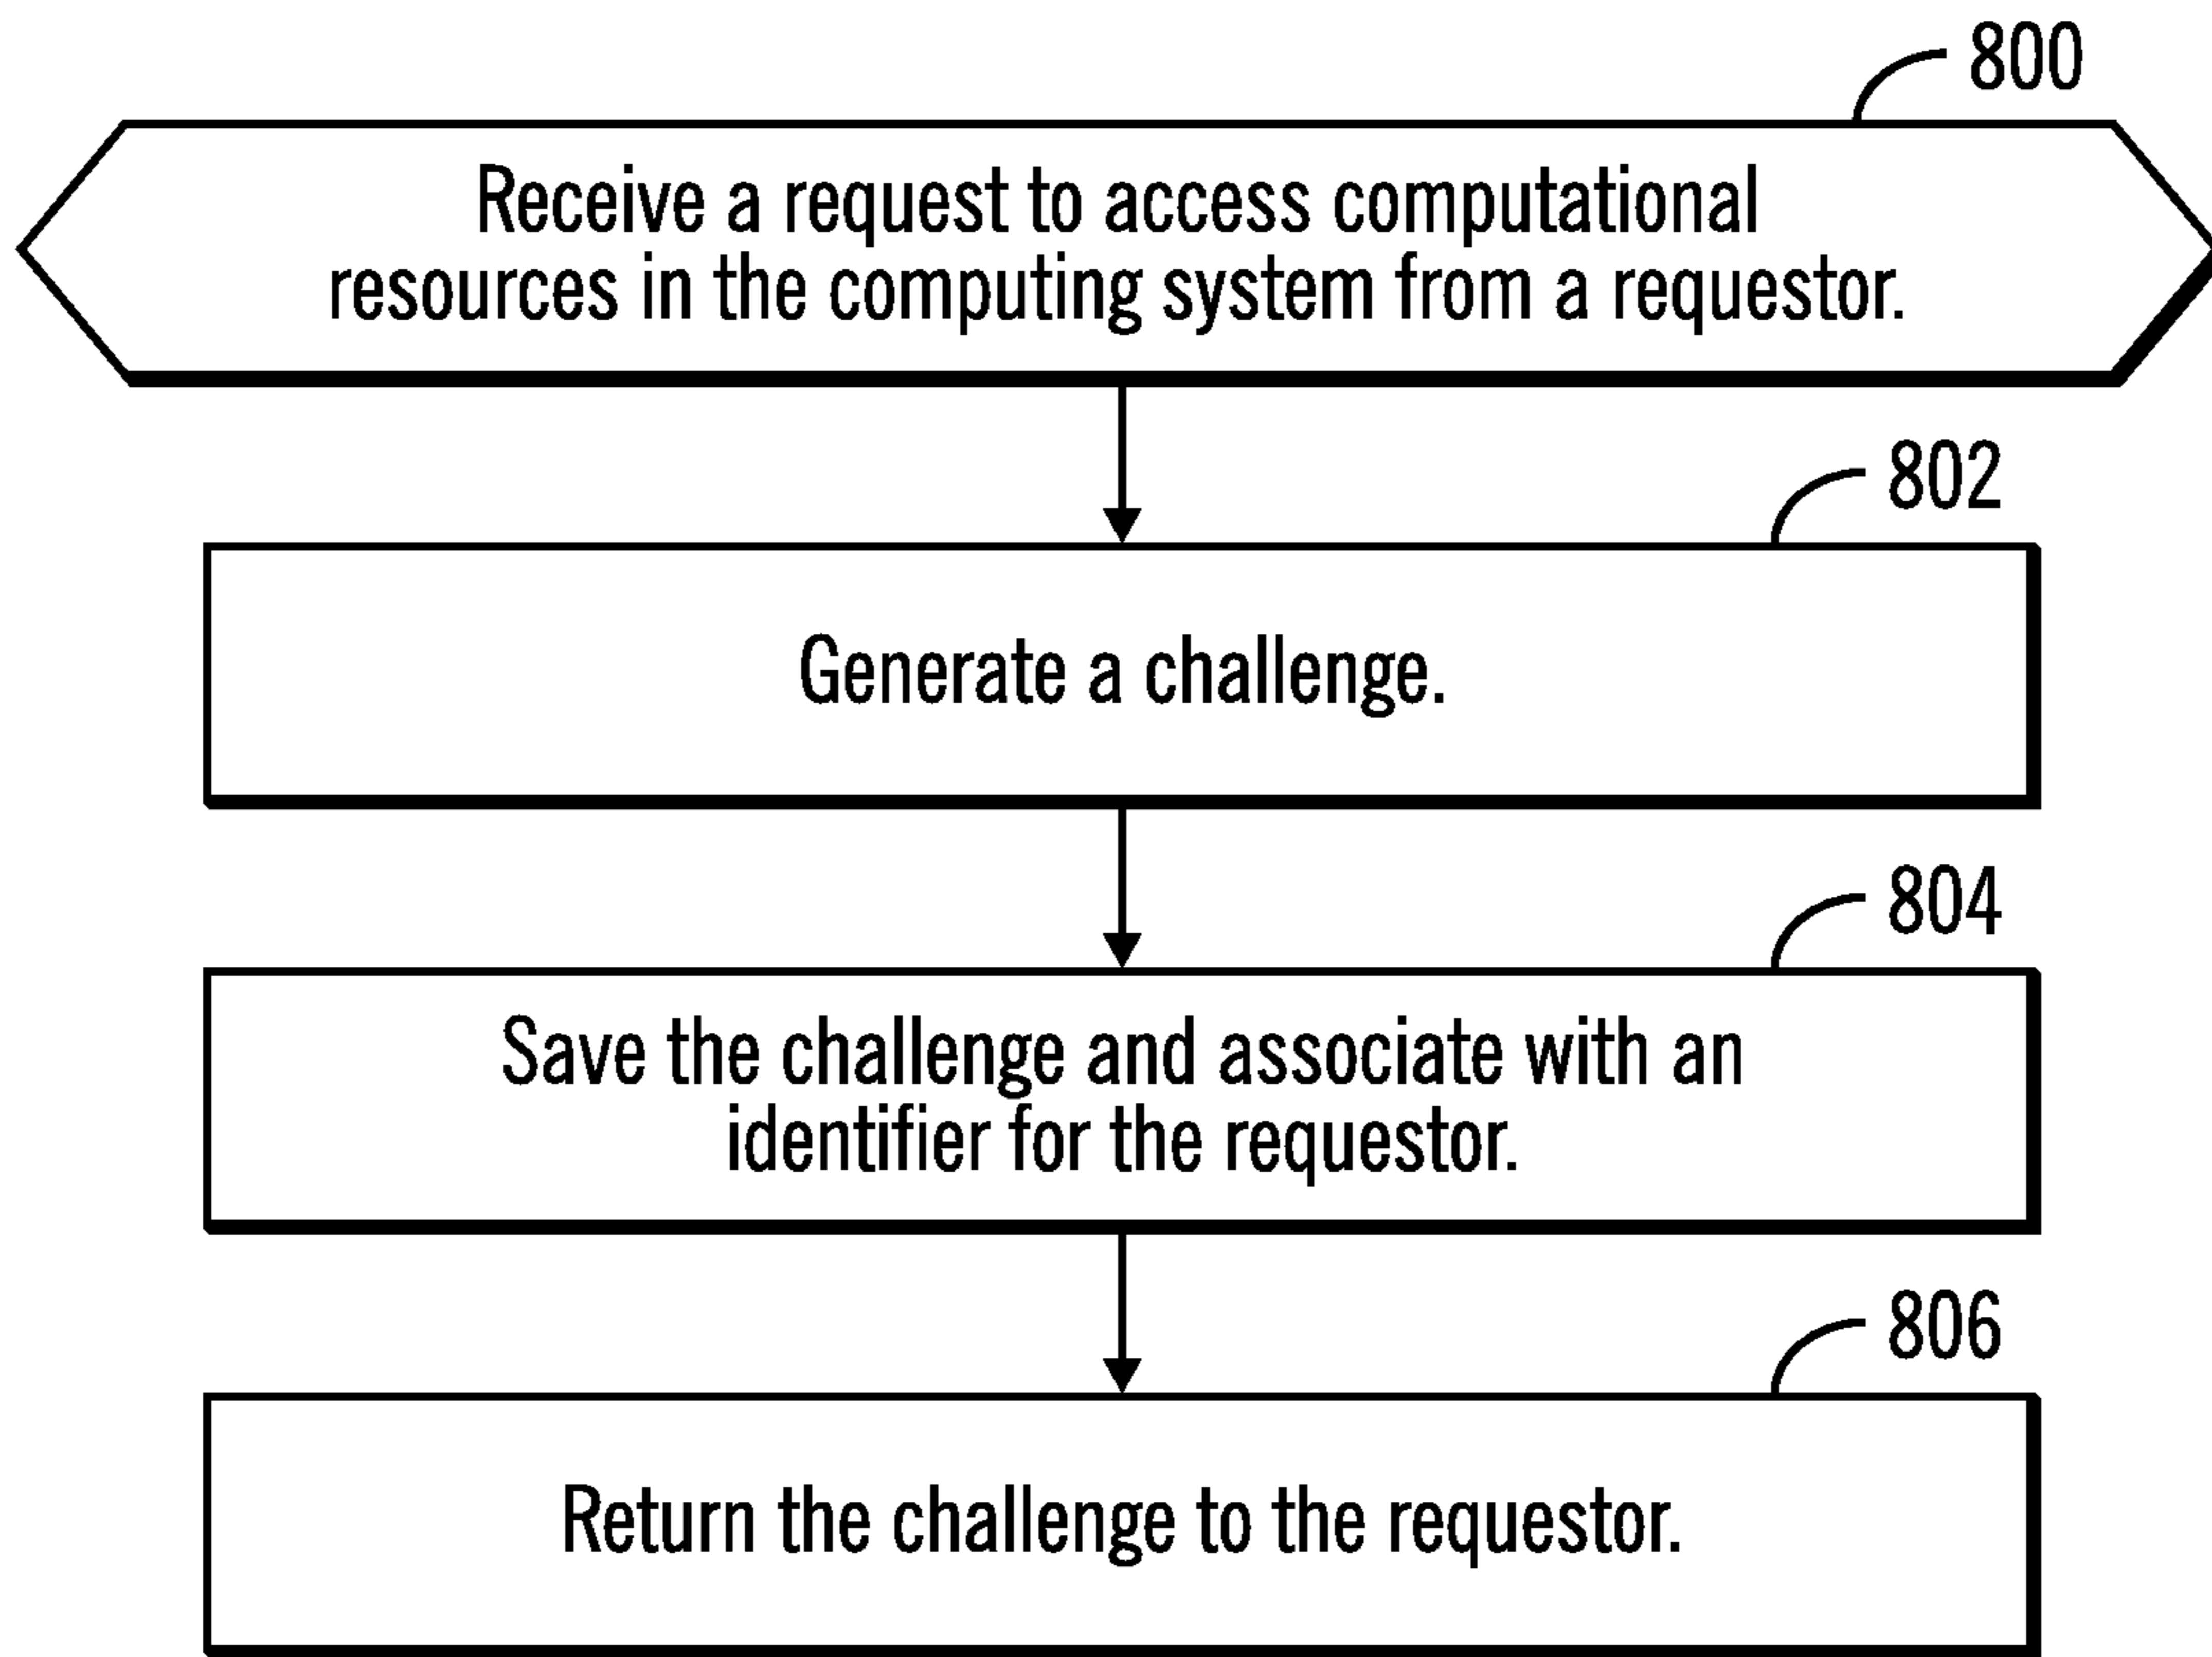 800
Receive a request to access computational
resources in the computing system from a requestor.
802
Generate a challenge.
804
Save the challenge and associate with an
identifier for the requestor.
806
Return the challenge to the requestor.